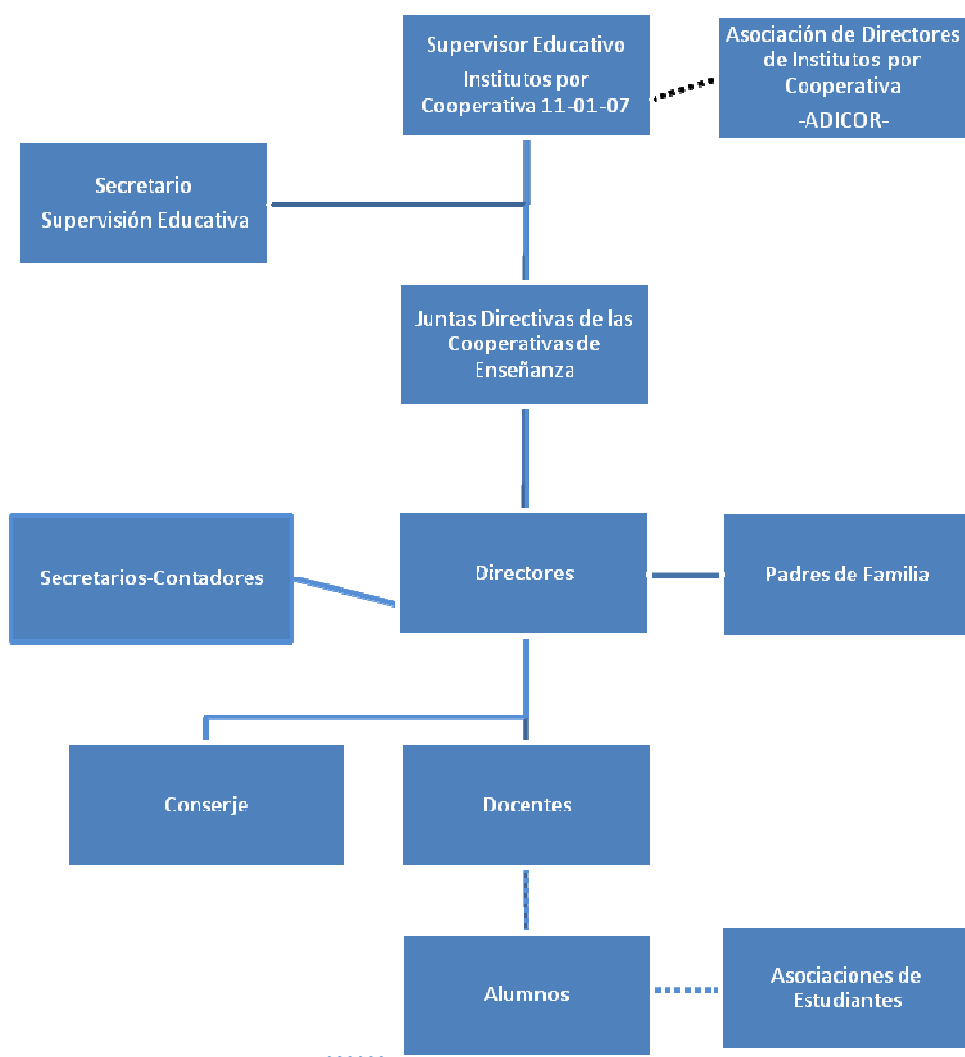 Supervisor Educativo
Institutos por
Cooperativa 11-01-07
Asociación de Directores
de Institutos por
Cooperativa
-ADICOR-
Secretario
Supervisión Educativa
Juntas Directivas de las
Cooperativas de
Enseñanza
Secretarios-Contadores
Directores
Padres de Familia
Conserje
Docentes
Alumnos
Asociaciones de
Estudiantes